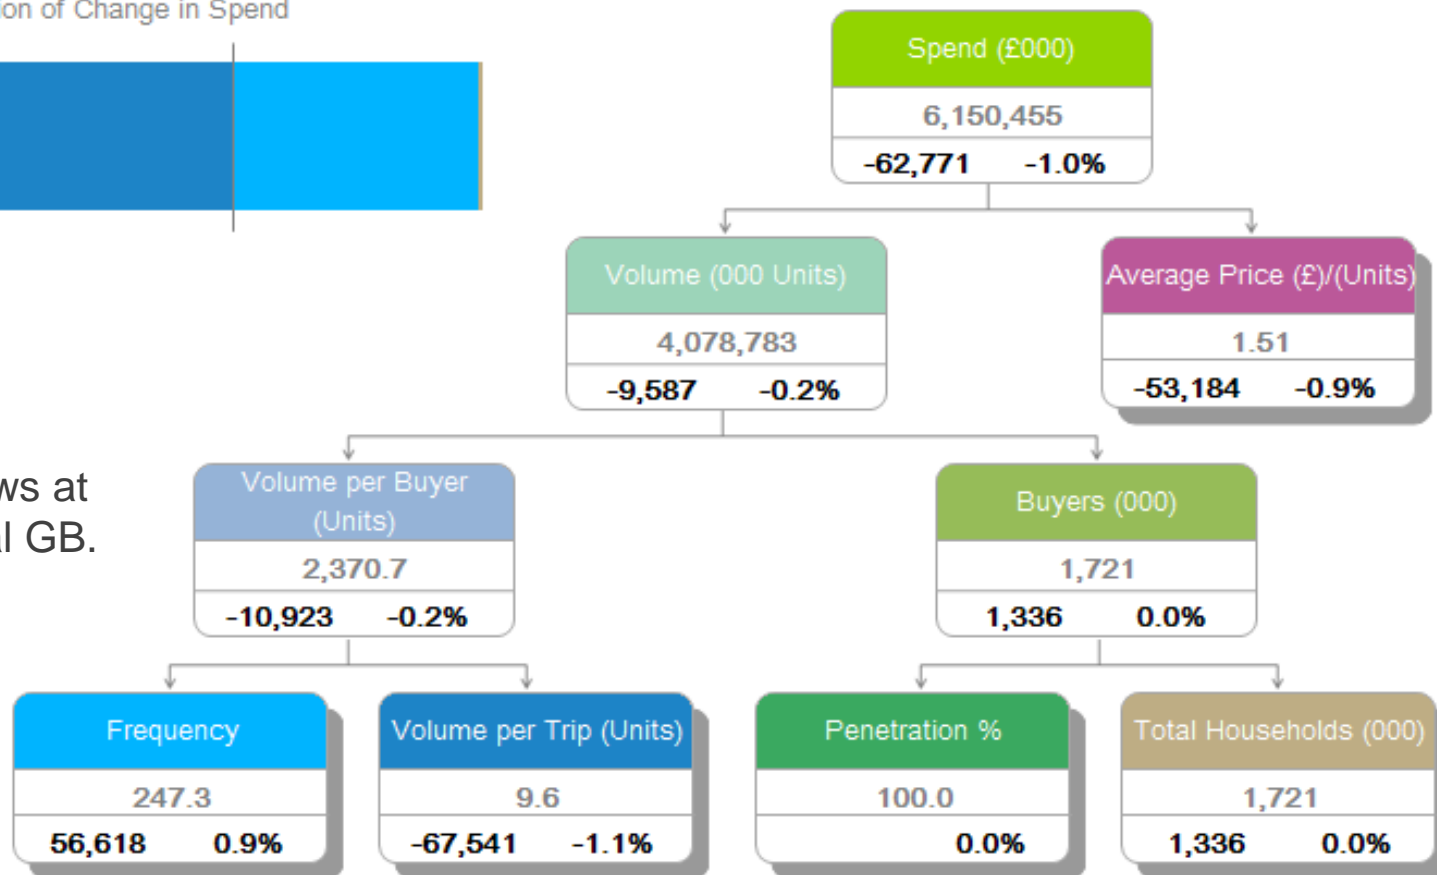 ion of Change in Spend
Spend (£000)
6,150,455
-62,771 -1.0%
Volume (000 Units)
4,078,783
-9,587 -0.2%
Average Price (£)/(Units)
1.51
-53,184 -0.9%
ws at
al GB.
Volume per Buyer
(Units)
2,370.7
-10,923 -0.2%
Buyers (000)
1,721
1,336 0.0%
Frequency
247.3
56,618 0.9%
Volume per Trip (Units)
9.6
-67,541 -1.1%
Penetration %
100.0
0.0%
Total Households (000)
1,721
1,336 0.0%